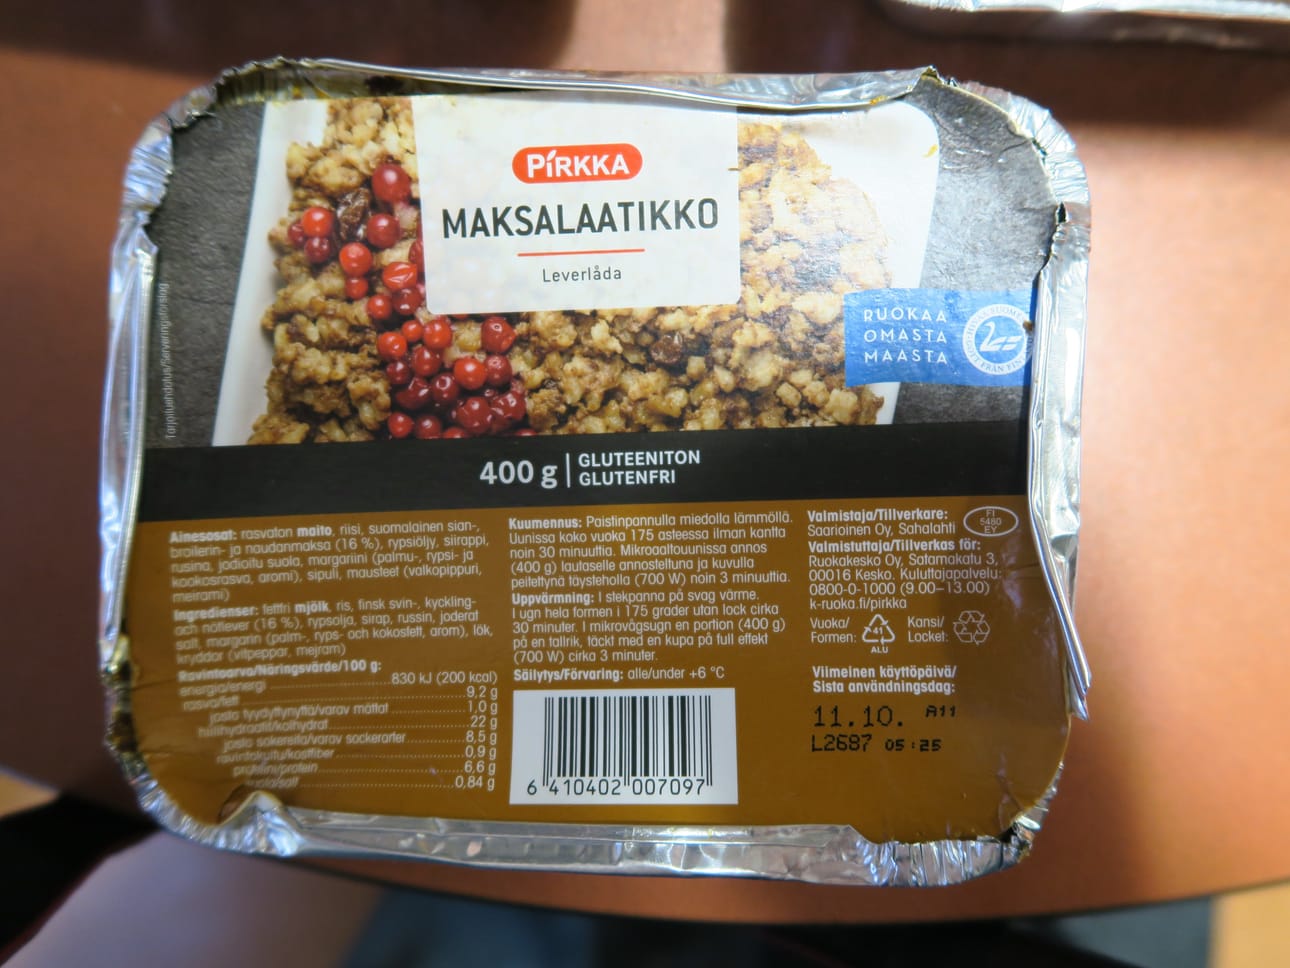 PIRKKA
MAKSALAATIKKO
Leverlåda
RUOKAA
OMASTA
MAASTA
Tarjoiluehdotus/Serveringsförslag
400 g
GLUTEENITON
GLUTENFRI
Ainesosat: rasvaton maito, riisi, suomalainen sian-,
broilerin- ja naudanmaksa (16 %), rypsiöljy, siirappi,
rusina, jodioitu suola, margariini (palmu-, rypsi- ja
kookosrasva, aromi), sipuli, mausteet (valkopippuri,
meirami)
Ingredienser: fettfri mjölk, ris, finsk svin-, kyckling-
och nötlever (16 %), rypsolja, sirap, russin, joderat
salt, margarin (palm-, ryps- och kokosfett, arom), lök,
kryddor (vitpeppar, mejram)
Ravintoarvo/Näringsvärde/100 g:
energia/energi 830 kJ (200 kcal)
rasva/fett 9,2 g
josta tyydyttynyttä/varav mättat 1,0 g
hiilihydraatit/kolhydrat 22 g
josta sokereita/varav sockerarter 8,5 g
ravintokuitu/kostfiber 0,9 g
proteiini/protein 6,6 g
suola/salt 0,84 g
Kuumennus: Paistinpannulla miedolla lämmöllä.
Uunissa koko vuoka 175 asteessa ilman kantta
noin 30 minuuttia. Mikroaaltouunissa annos
(400 g) lautaselle annosteltuna ja kuvulla
peitettynä täysteholla (700 W) noin 3 minuuttia.
Uppvärmning: I stekpanna på svag värme.
I ugn hela formen i 175 grader utan lock cirka
30 minuter. I mikrovågsugn en portion (400 g)
på en tallrik, täckt med en kupa på full effekt
(700 W) cirka 3 minuter.
Säilytys/Förvaring: alle/under +6 °C
6 410402 007097
Valmistaja/Tillverkare:
Saarioinen Oy, Sahalahti
FI
5480
EY
Valmistuttaja/Tillverkas för:
Ruokakesko Oy, Satamakatu 3,
00016 Kesko. Kuluttajapalvelu:
0800-0-1000 (9.00–13.00)
k-ruoka.fi/pirkka
Vuoka/
Formen:
41
ALU
Kansi/
Locket:
Viimeinen käyttöpäivä/
Sista användningsdag:
11.10. A11
L2687 05:25